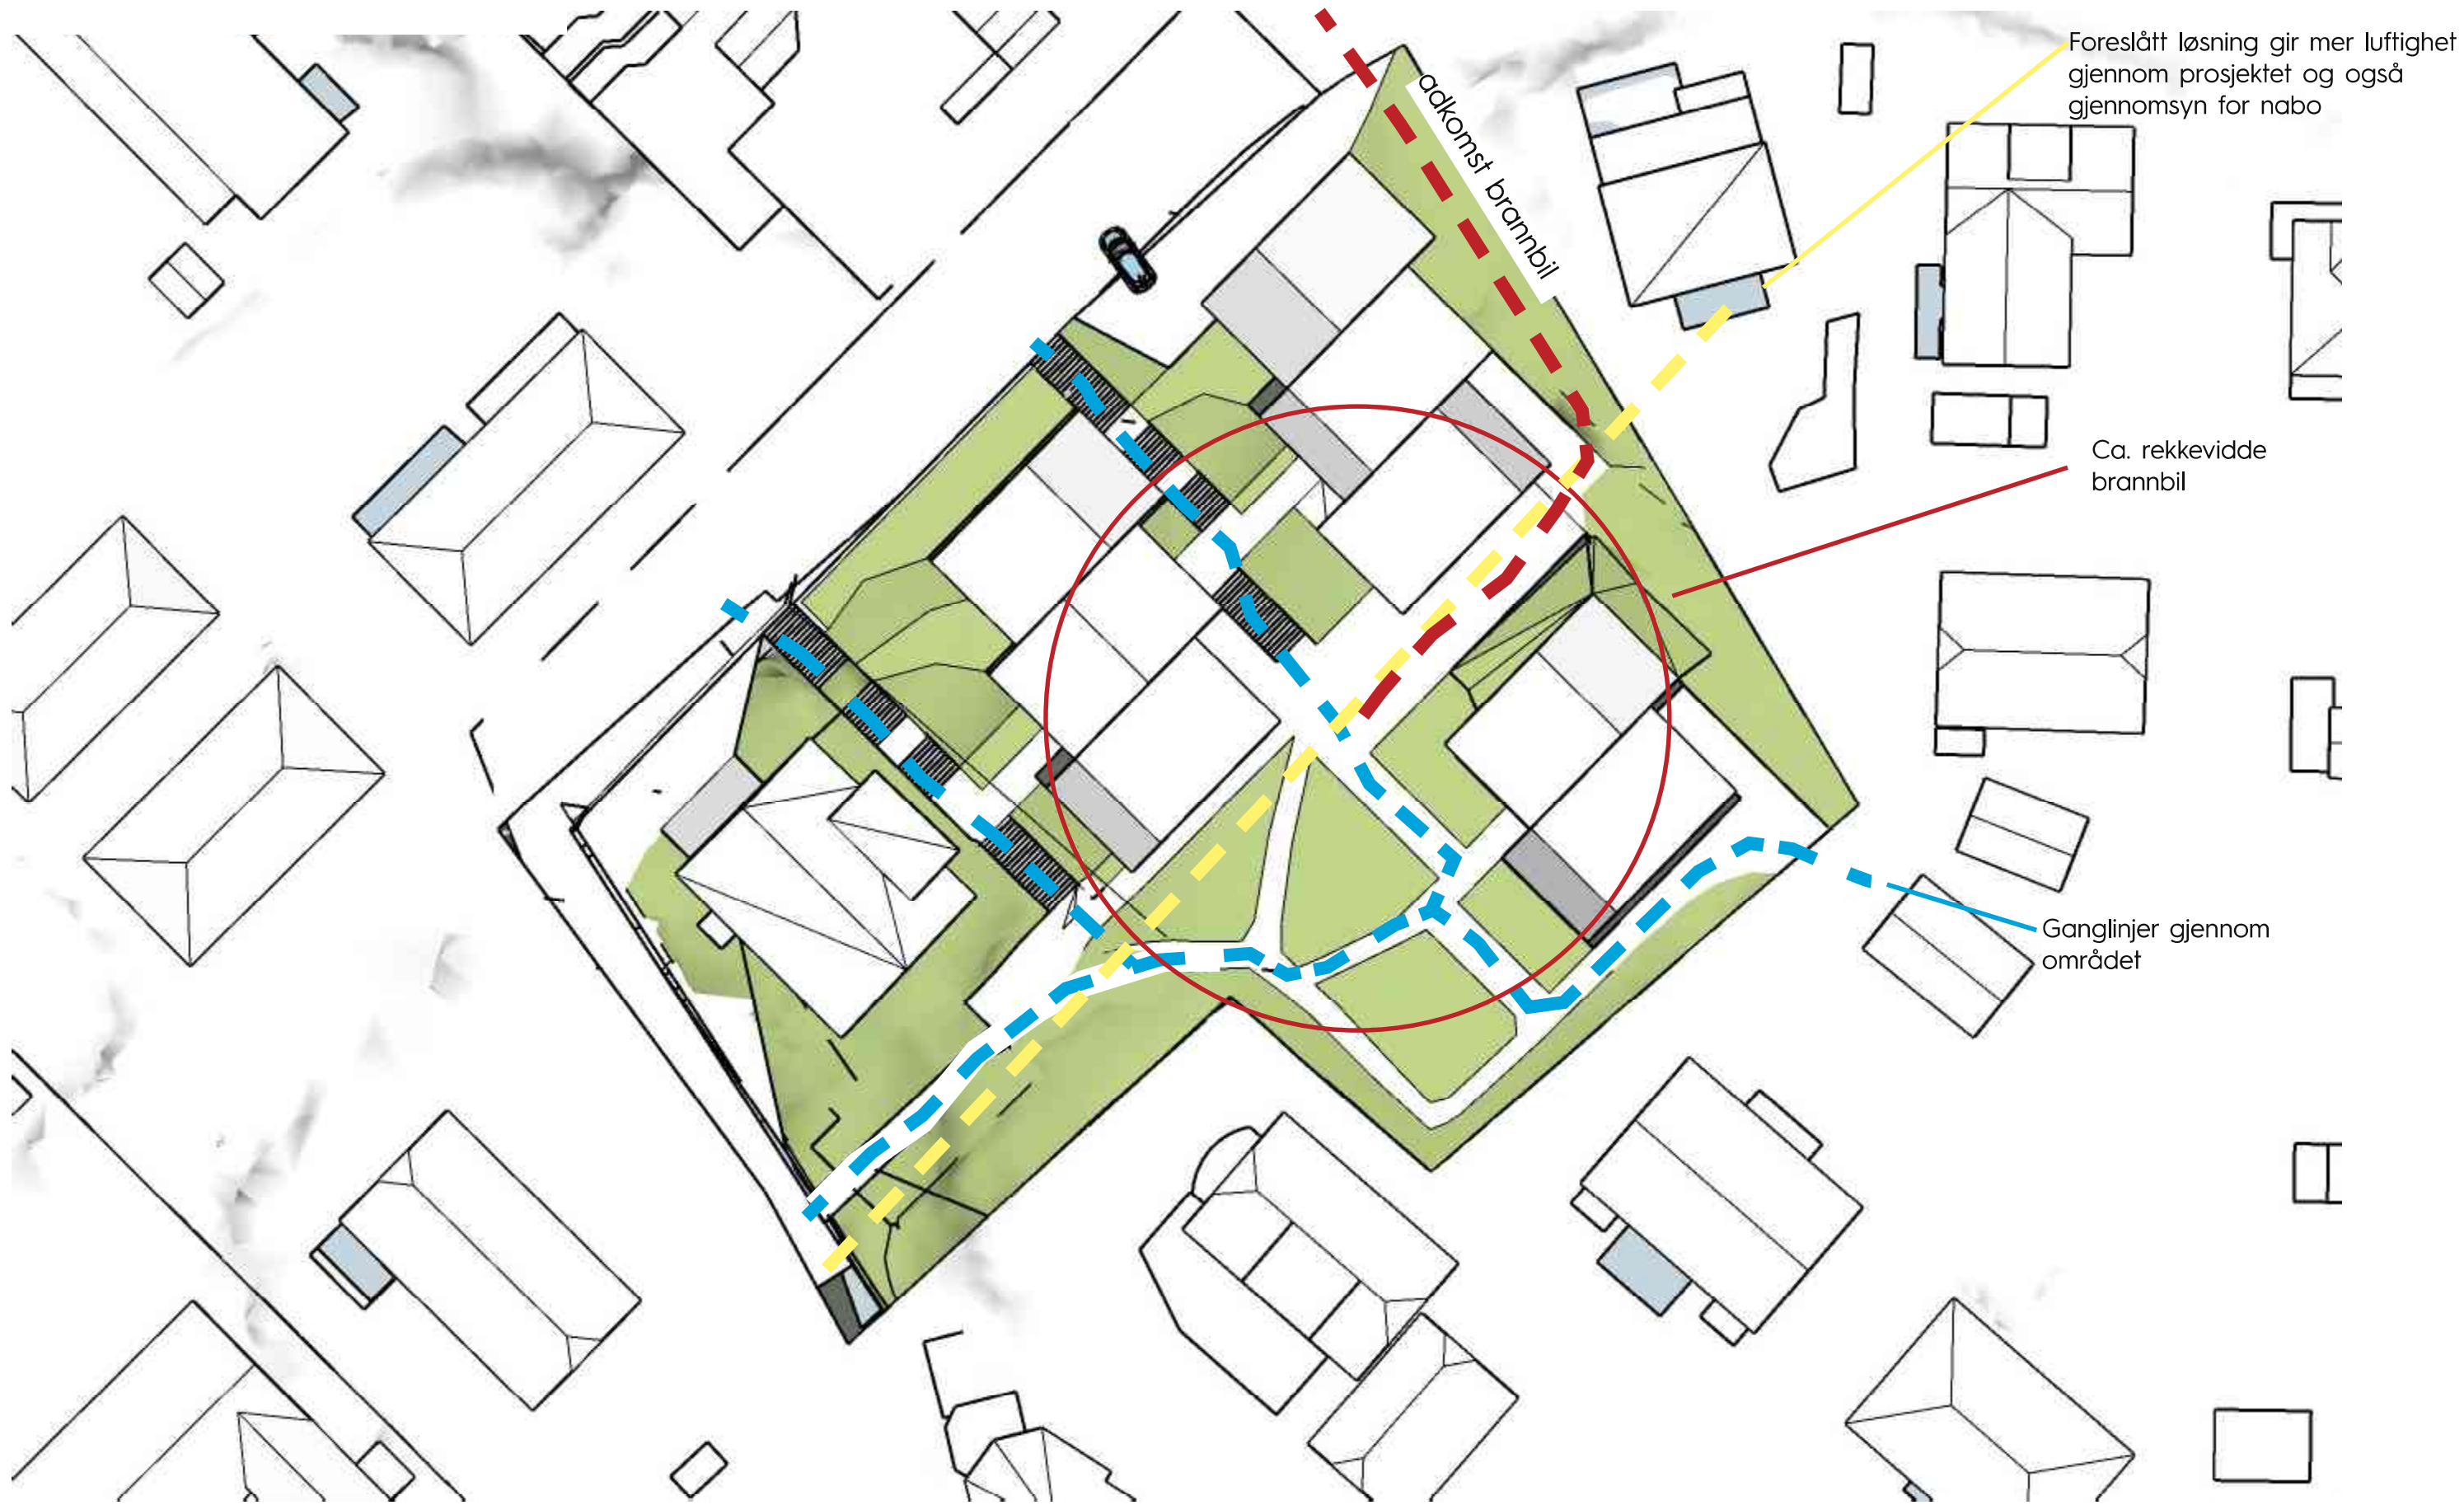 Foreslått løsning gir mer luftighet
gjennom prosjektet og også
gjennomsyn for nabo
adkomst brannbil
Ca. rekkevidde
brannbil
Ganglinjer gjennom
området